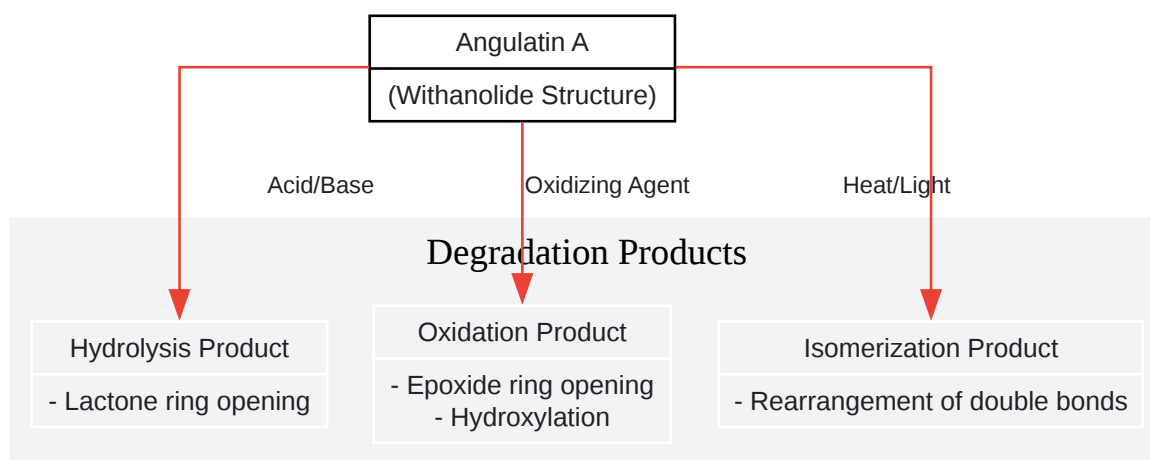 Angulatin A
(Withanolide Structure)
Acid/Base
Oxidizing Agent
Heat/Light
Degradation Products
Hydrolysis Product
- Lactone ring opening
Oxidation Product
- Epoxide ring opening
- Hydroxylation
Isomerization Product
- Rearrangement of double bonds